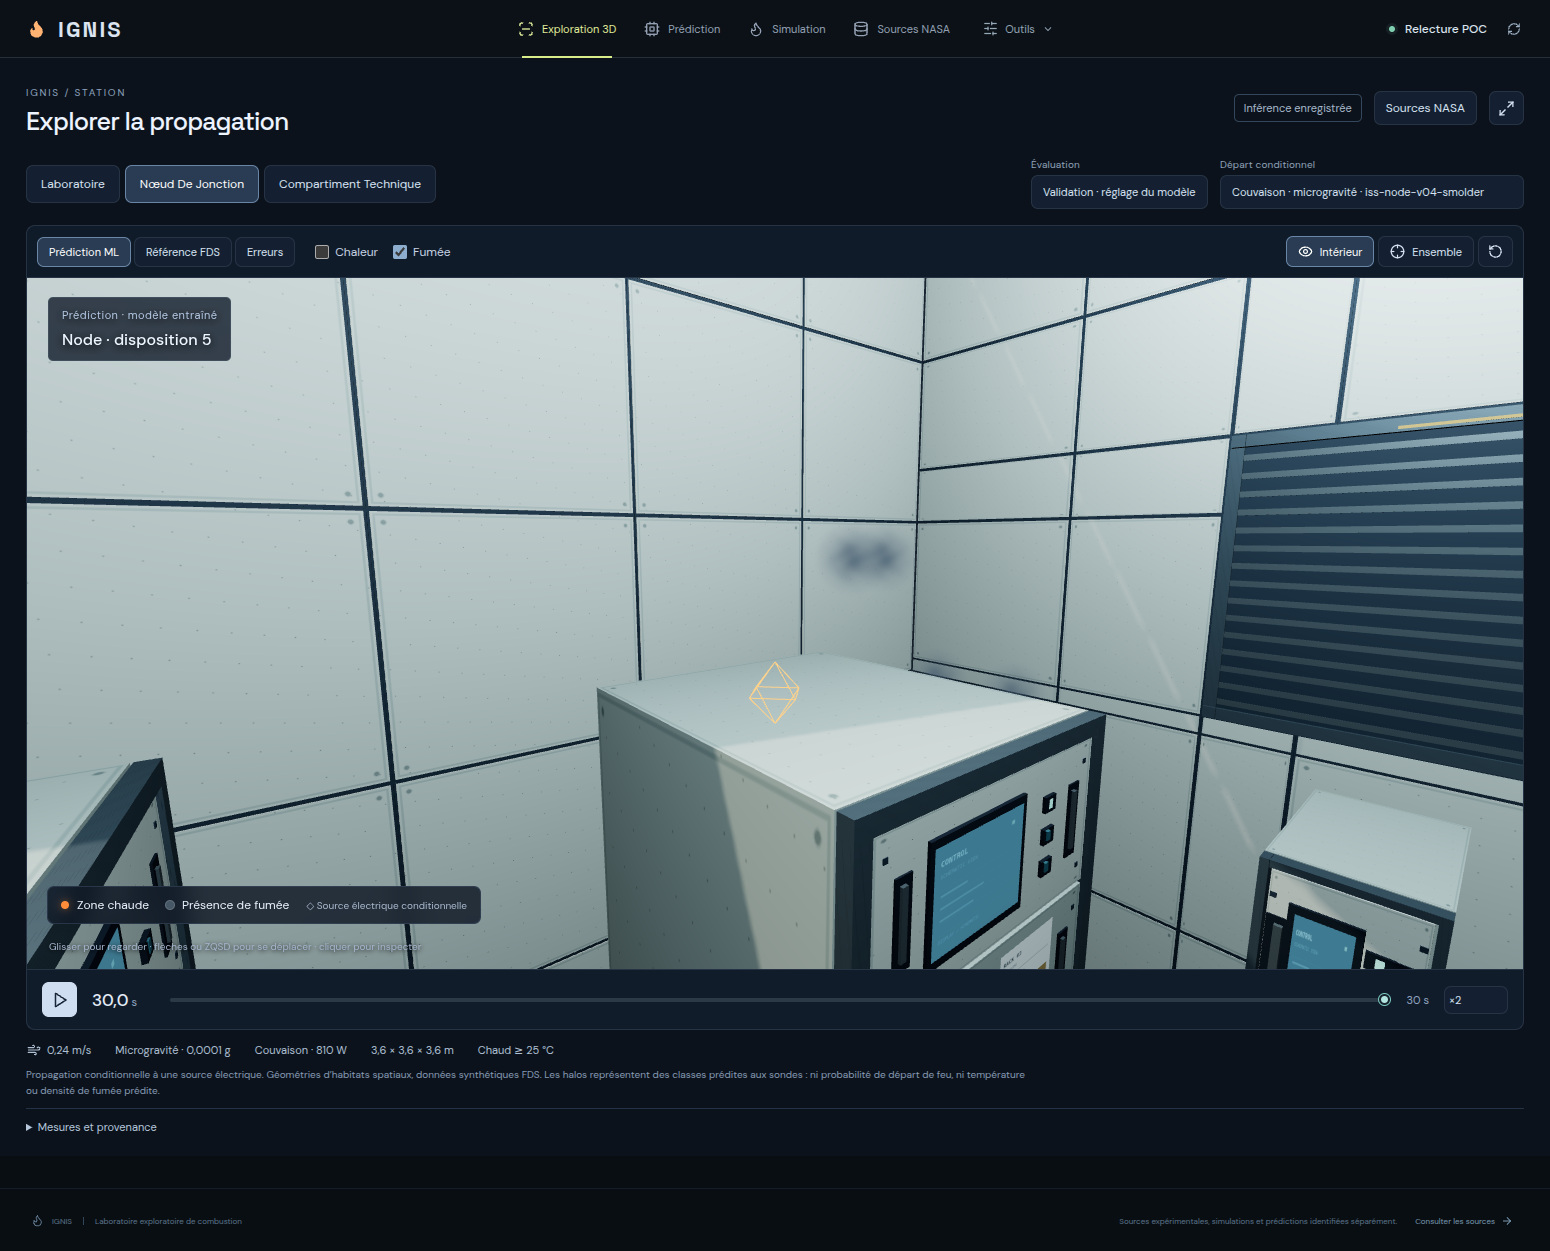 IGNIS
Exploration 3D
Prédiction
Simulation
Sources NASA
Outils
Relecture POC
IGNIS / STATION
Explorer la propagation
Inférence enregistrée
Sources NASA
Laboratoire
Nœud De Jonction
Compartiment Technique
Évaluation
Validation · réglage du modèle
Départ conditionnel
Couvaison · microgravité · iss-node-v04-smolder
Prédiction ML
Référence FDS
Erreurs
Chaleur
Fumée
Intérieur
Ensemble
Prédiction · modèle entraîné
Node · disposition 5
CONTROL
CONTROL
Zone chaude
Présence de fumée
◇ Source électrique conditionnelle
Glisser pour regarder · flèches ou ZQSD pour se déplacer · cliquer pour inspecter
30,0 s
30 s
×2
0,24 m/s
Microgravité · 0,0001 g
Couvaison · 810 W
3,6 × 3,6 × 3,6 m
Chaud ≥ 25 °C
Propagation conditionnelle à une source électrique. Géométries d'habitats spatiaux, données synthétiques FDS. Les halos représentent des classes prédites aux sondes : ni probabilité de départ de feu, ni température
ou densité de fumée prédite.
Mesures et provenance
IGNIS
Laboratoire exploratoire de combustion
Sources expérimentales, simulations et prédictions identifiées séparément.
Consulter les sources